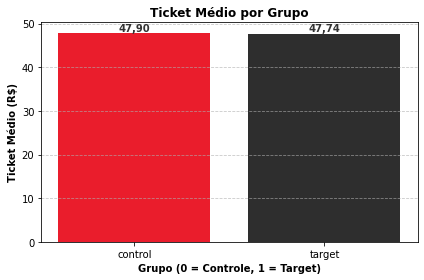 Ticket Médio por Grupo
47,90
47,74
Ticket Médio (R$)
50
40
30
20
10
0
control
target
Grupo (0 = Controle, 1 = Target)